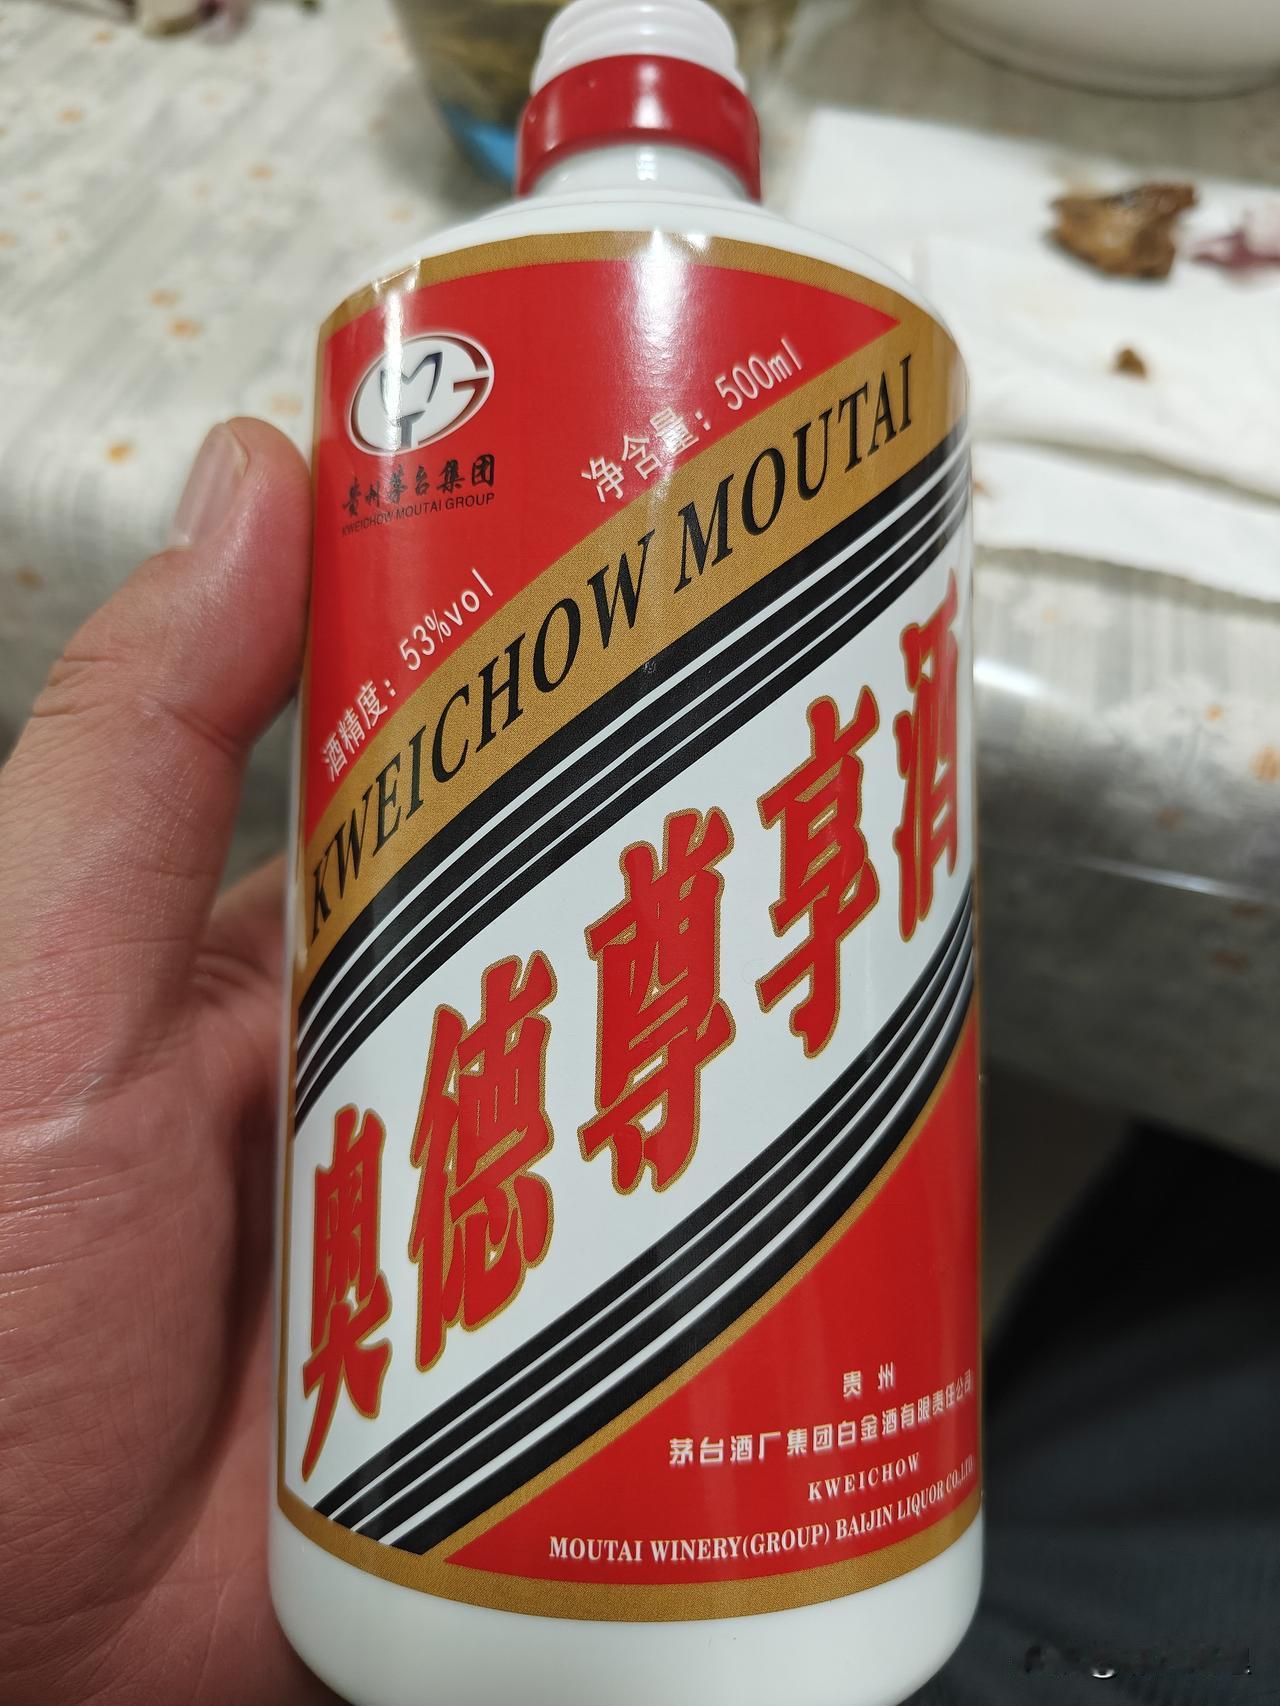 贵州茅台集团
KWEICHOW MOUTAI GROUP
净含量：500ml
酒精度：53%vol
KWEICHOW MOUTAI
奥德尊享酒
贵州
茅台酒厂集团白金酒有限责任公司
KWEICHOW
MOUTAI WINERY(GROUP) BAIJIN LIQUOR CO.,LTD.